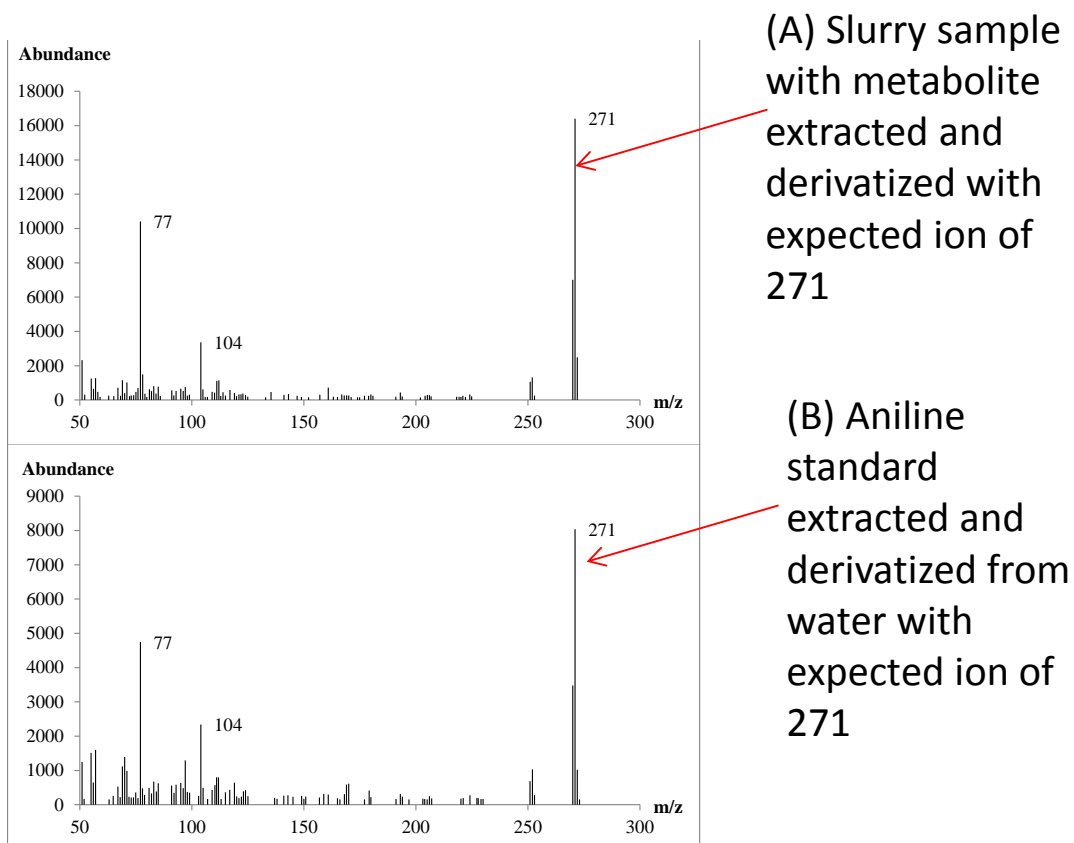 (A) Slurry sample
with metabolite
extracted and
derivatized with
expected ion of
271
Abundance
18000
16000
14000
12000
10000
8000
6000
4000
2000
0
271
77
104
m/z
50
100
150
200
250
300
(B) Aniline
standard
extracted and
derivatized from
water with
expected ion of
271
Abundance
9000
8000
7000
6000
5000
4000
3000
2000
1000
0
271
77
104
m/z
50
100
150
200
250
300